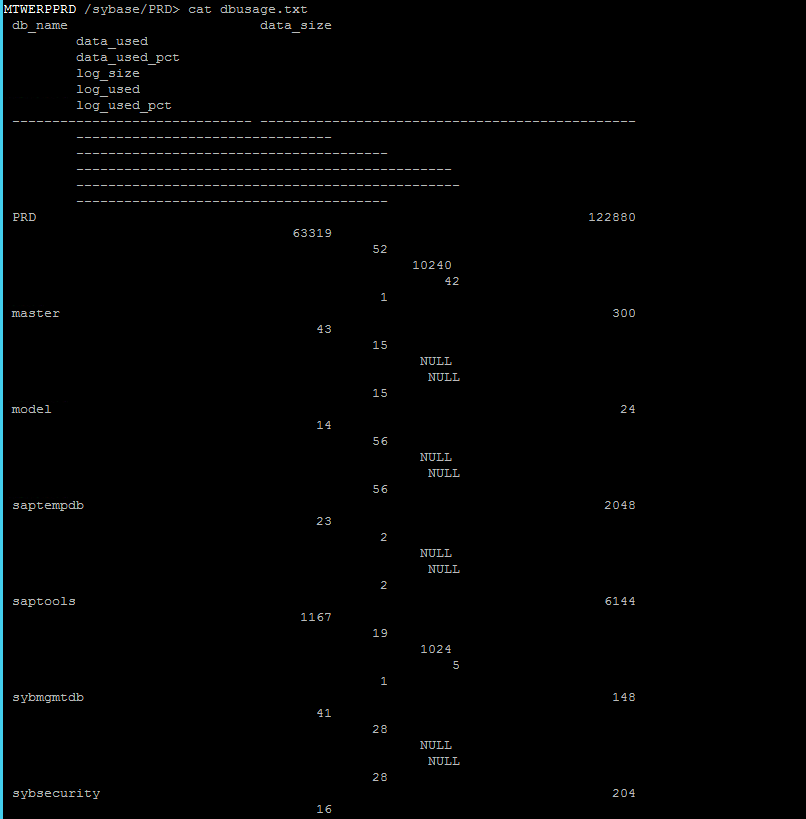 MTWERPPRD /sybase/PRD> cat dbusage.txt
db_name data_size
data_used
data_used_pct
log_size
log_used
log_used_pct
------------------------------ -----------------------------------------------
--------------------------------
---------------------------------------
-----------------------------------------------
------------------------------------------------
---------------------------------------
PRD 122880
63319
52
10240
42
1
master 300
43
15
NULL
NULL
15
model 24
14
56
NULL
NULL
56
saptempdb 2048
23
2
NULL
NULL
2
saptools 6144
1167
19
1024
5
1
sybmgmtdb 148
41
28
NULL
NULL
28
sybsecurity 204
16